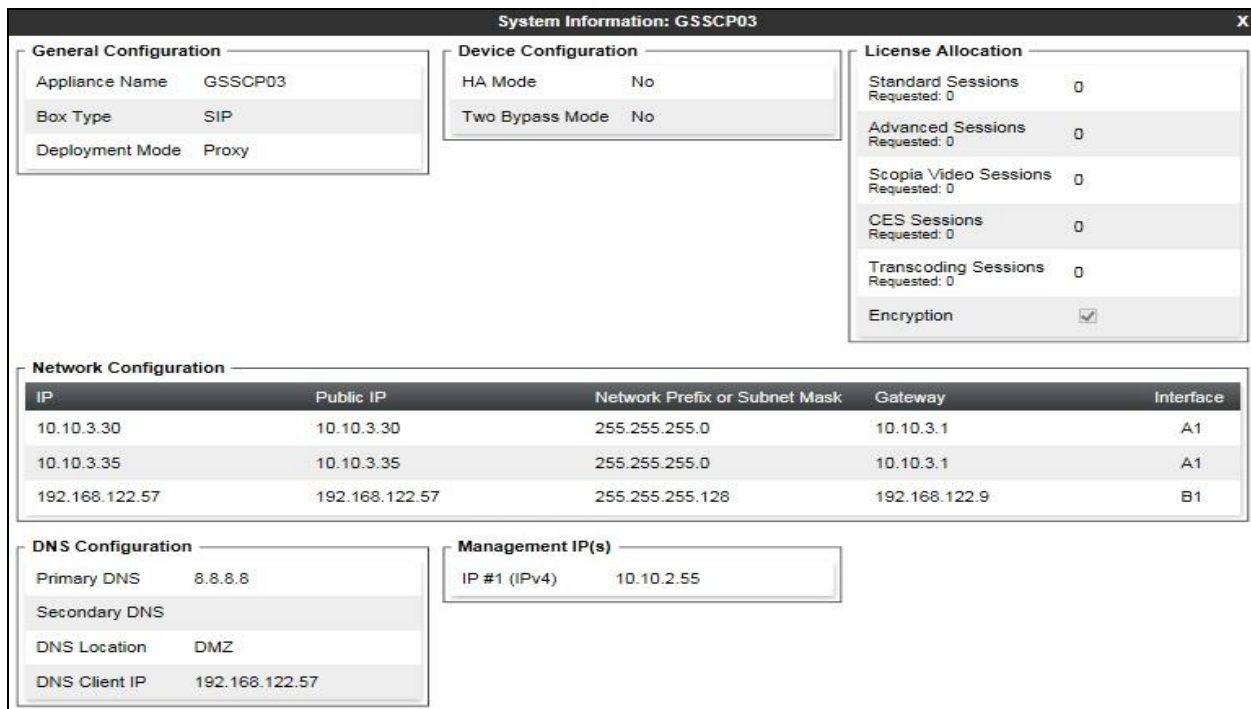 System Information: GSSCP03 X
General Configuration
Appliance Name GSSCP03
Box Type SIP
Deployment Mode Proxy
Device Configuration
HA Mode No
Two Bypass Mode No
License Allocation
Standard Sessions 0
Requested: 0
Advanced Sessions 0
Requested: 0
Scopia Video Sessions 0
Requested: 0
CES Sessions 0
Requested: 0
Transcoding Sessions 0
Requested: 0
Encryption
Network Configuration
IP Public IP Network Prefix or Subnet Mask Gateway Interface
10.10.3.30 10.10.3.30 255.255.255.0 10.10.3.1 A1
10.10.3.35 10.10.3.35 255.255.255.0 10.10.3.1 A1
192.168.122.57 192.168.122.57 255.255.255.128 192.168.122.9 B1
DNS Configuration
Primary DNS 8.8.8.8
Secondary DNS
DNS Location DMZ
DNS Client IP 192.168.122.57
Management IP(s)
IP #1 (IPv4) 10.10.2.55